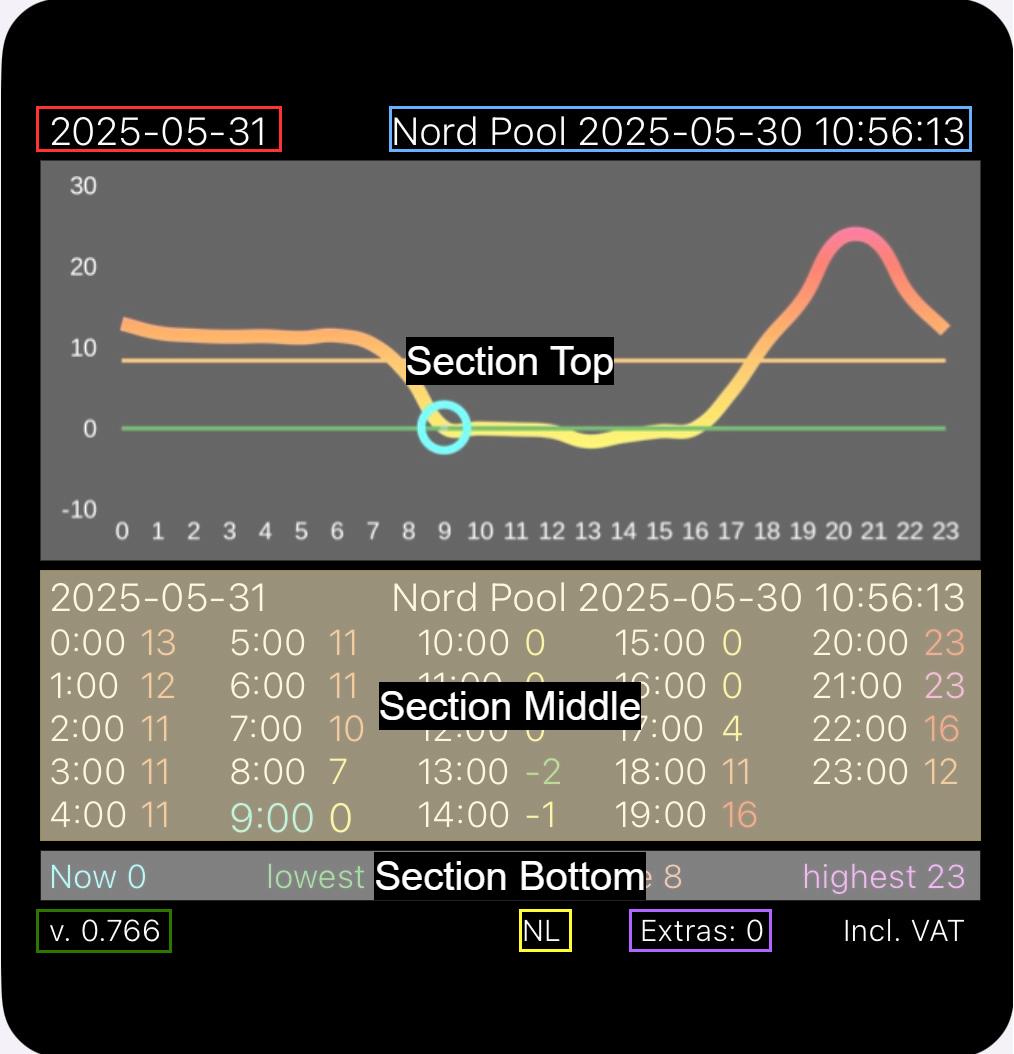 2025-05-31 Nord Pool 2025-05-30 10:56:13
30
20
10
0
-10
Section Top
0 1 2 3 4 5 6 7 8 9 10 11 12 13 14 15 16 17 18 19 20 21 22 23
2025-05-31 Nord Pool 2025-05-30 10:56:13
0:00 13 5:00 11 10:00 0 15:00 0 20:00 23
1:00 12 6:00 11 :00 0 21:00 23
Section Middle
2:00 11 7:00 10 12:00 17:00 4 22:00 16
3:00 11 8:00 7 13:00 -2 18:00 11 23:00 12
4:00 11 9:00 0 14:00 -1 19:00 16
Now 0 lowest Section Bottom 8 highest 23
v. 0.766 NL Extras: 0 Incl. VAT